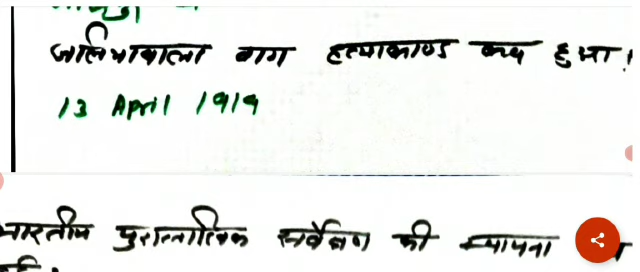 जलियावाला बाग हत्याकाण्ड कब हुआ।
13 April 1919
भारतीय पुरातात्विक सर्वेक्षण की स्थापना